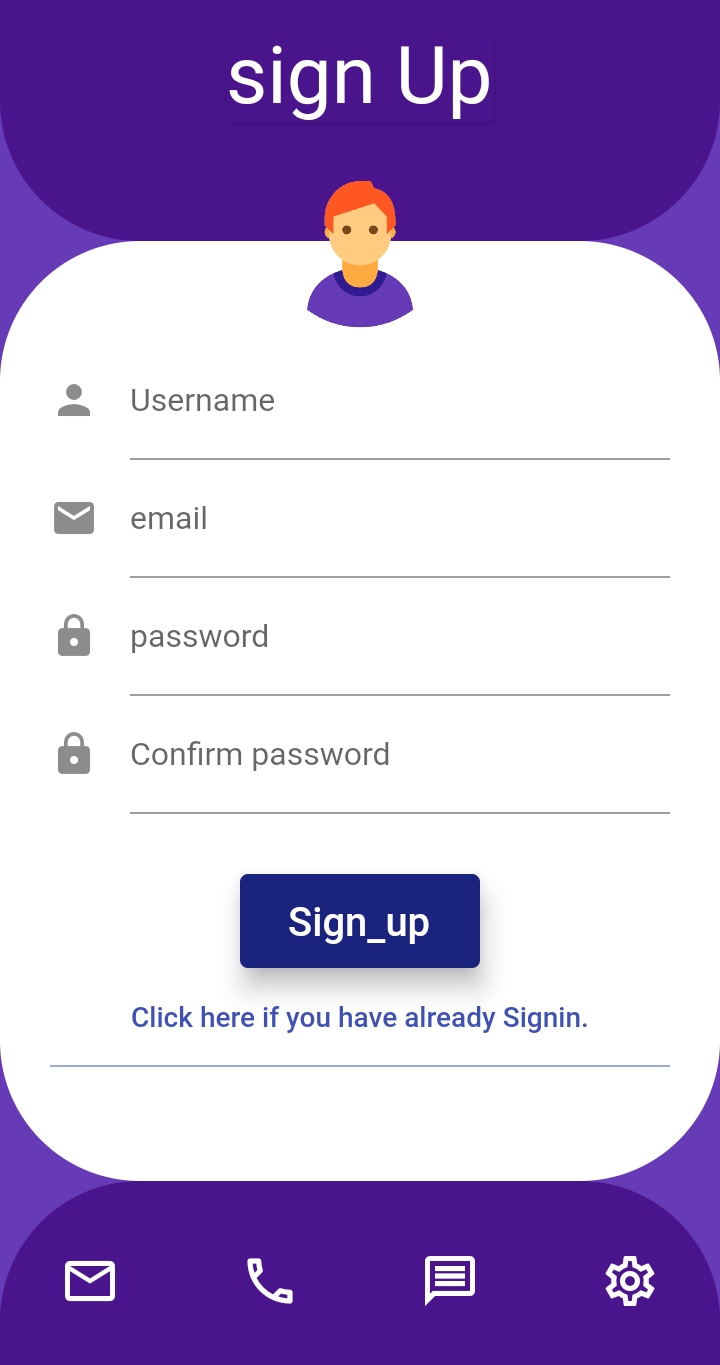 sign Up
Username
email
password
Confirm password
Sign_up
Click here if you have already Signin.